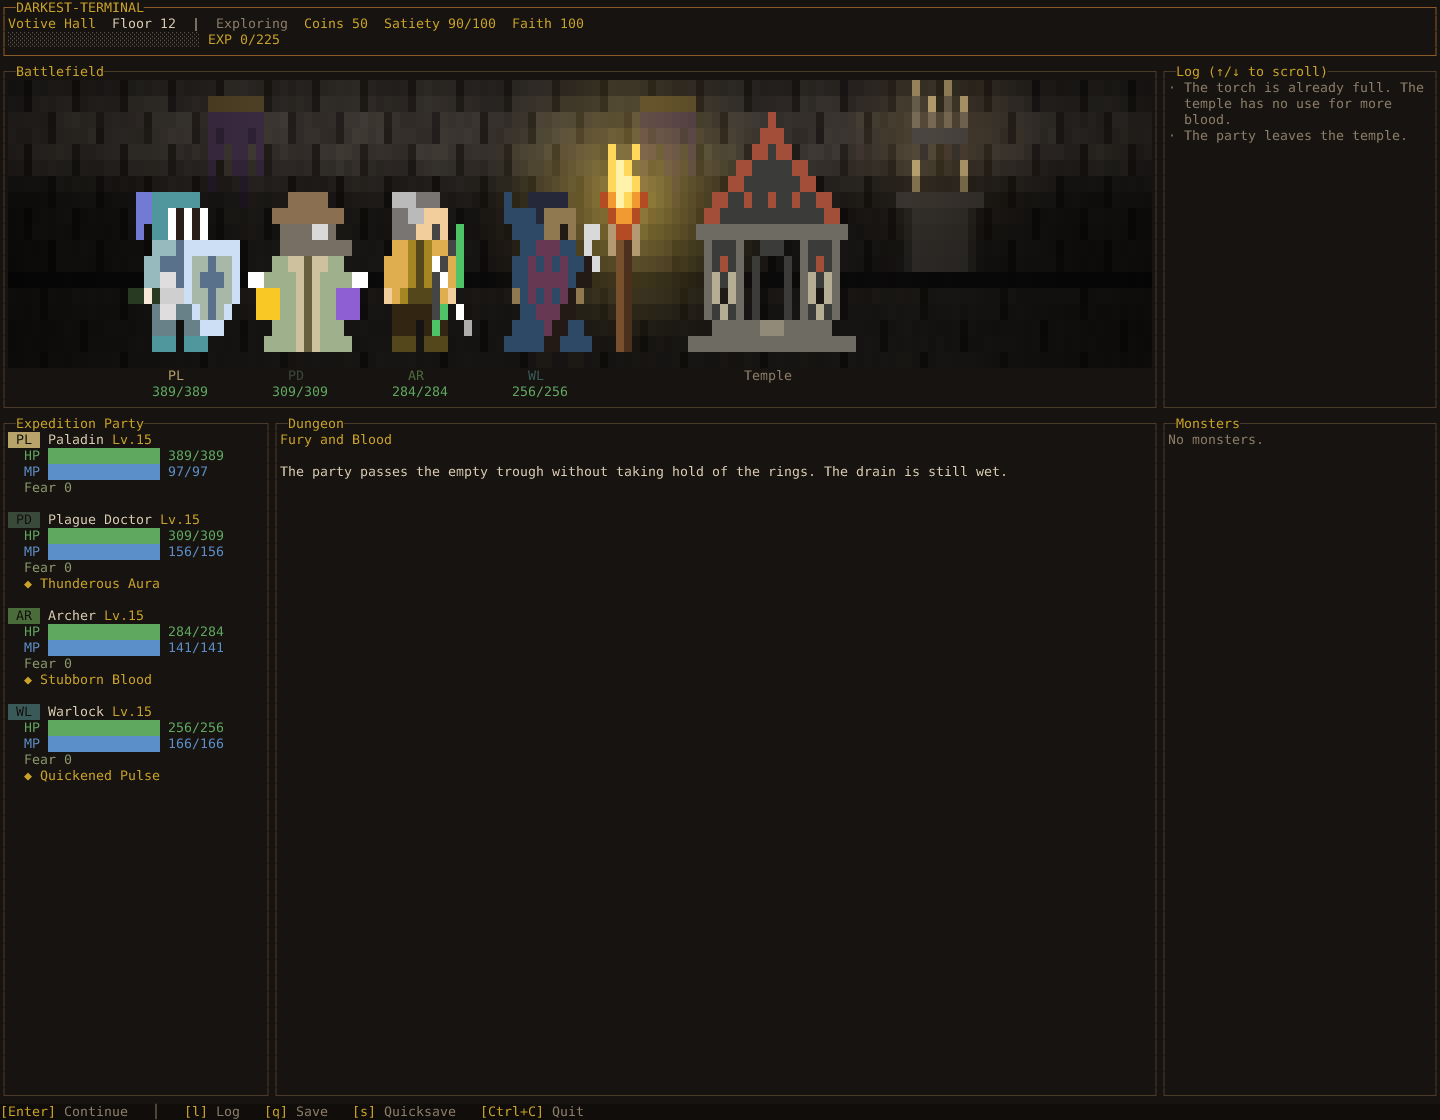 DARKEST-TERMINAL
Votive Hall  Floor 12  |  Exploring  Coins 50  Satiety 90/100  Faith 100
EXP 0/225
Battlefield
PL PD AR WL Temple
389/389 309/309 284/284 256/256
Log (↑/↓ to scroll)
· The torch is already full. The
temple has no use for more
blood.
· The party leaves the temple.
Expedition Party
PL Paladin Lv.15
HP 389/389
MP 97/97
Fear 0
PD Plague Doctor Lv.15
HP 309/309
MP 156/156
Fear 0
◆ Thunderous Aura
AR Archer Lv.15
HP 284/284
MP 141/141
Fear 0
◆ Stubborn Blood
WL Warlock Lv.15
HP 256/256
MP 166/166
Fear 0
◆ Quickened Pulse
Dungeon
Fury and Blood
The party passes the empty trough without taking hold of the rings. The drain is still wet.
Monsters
No monsters.
[Enter] Continue | [l] Log [q] Save [s] Quicksave [Ctrl+C] Quit